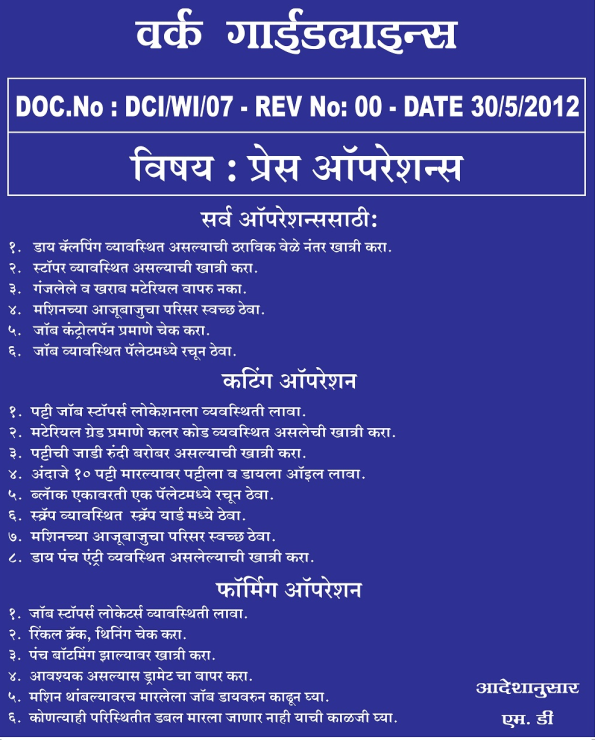 वर्क गाईडलाइन्स
DOC.No : DCI/WI/07 - REV No: 00 - DATE 30/5/2012
विषय : प्रेस ऑपरेशन्स
सर्व ऑपरेशन्ससाठी:
१. डाय क्लॅपिंग व्यावस्थित असल्याची ठराविक वेळे नंतर खात्री करा.
२. स्टॉपर व्यावस्थित असल्याची खात्री करा.
३. गंजलेले व खराब मटेरियल वापरु नका.
४. मशिनच्या आजूबाजुचा परिसर स्वच्छ ठेवा.
५. जॉब कंट्रोलपॅन प्रमाणे चेक करा.
६. जॉब व्यावस्थित पॅलेटमध्ये रचून ठेवा.
कटिंग ऑपरेशन
१. पट्टी जॉब स्टॉपर्स लोकेशनला व्यवस्थिती लावा.
२. मटेरियल ग्रेड प्रमाणे कलर कोड व्यवस्थित असलेची खात्री करा.
३. पट्टीची जाडी रुंदी बरोबर असल्याची खात्री करा.
४. अंदाजे १० पट्टी मारल्यावर पट्टीला व डायला ऑइल लावा.
५. ब्लॅाक एकावरती एक पॅलेटमध्ये रचून ठेवा.
६. स्क्रॅप व्यावस्थित स्क्रॅप यार्ड मध्ये ठेवा.
७. मशिनच्या आजूबाजुचा परिसर स्वच्छ ठेवा.
८. डाय पंच एंट्री व्यवस्थित असलेल्याची खात्री करा.
फॉर्मिग ऑपरेशन
१. जॉब स्टॉपर्स लोकेटर्स व्यावस्थिती लावा.
२. रिंकल क्रॅक, थिनिंग चेक करा.
३. पंच बॉटमिंग झाल्यावर खात्री करा.
४. आवश्यक असल्यास ड्रामेट चा वापर करा.
५. मशिन थांबल्यावरच मारलेला जॉब डायवरुन काढून घ्या.
६. कोणत्याही परिस्थितीत डबल मारला जाणार नाही याची काळजी घ्या.
आदेशानुसार
एम. डी